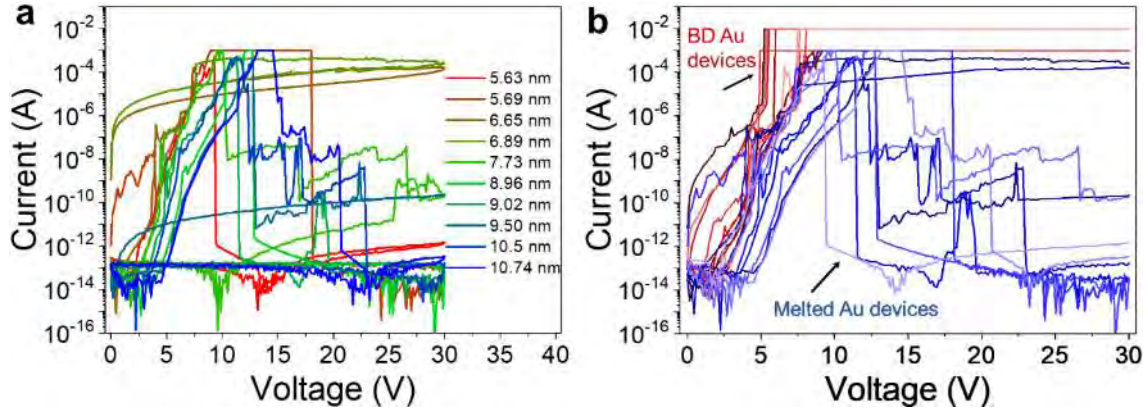 a
Current (A)
10⁻² 10⁻⁴ 10⁻⁶ 10⁻⁸ 10⁻¹⁰ 10⁻¹² 10⁻¹⁴ 10⁻¹⁶
5.63 nm
5.69 nm
6.65 nm
6.89 nm
7.73 nm
8.96 nm
9.02 nm
9.50 nm
10.5 nm
10.74 nm
0 5 10 15 20 25 30 35 40
Voltage (V)
b
Current (A)
10⁻² 10⁻⁴ 10⁻⁶ 10⁻⁸ 10⁻¹⁰ 10⁻¹² 10⁻¹⁴ 10⁻¹⁶
BD Au
devices
Melted Au devices
0 5 10 15 20 25 30
Voltage (V)